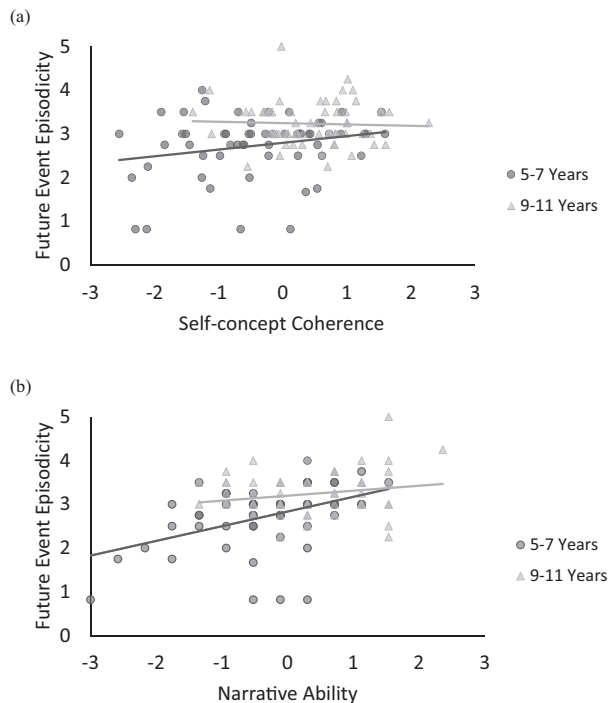 (a)
Future Event Episodicity
5
4
3
2
1
0
-3 -2 -1 0 1 2 3
Self-concept Coherence
5-7 Years
9-11 Years
(b)
Future Event Episodicity
5
4
3
2
1
0
-3 -2 -1 0 1 2 3
Narrative Ability
5-7 Years
9-11 Years